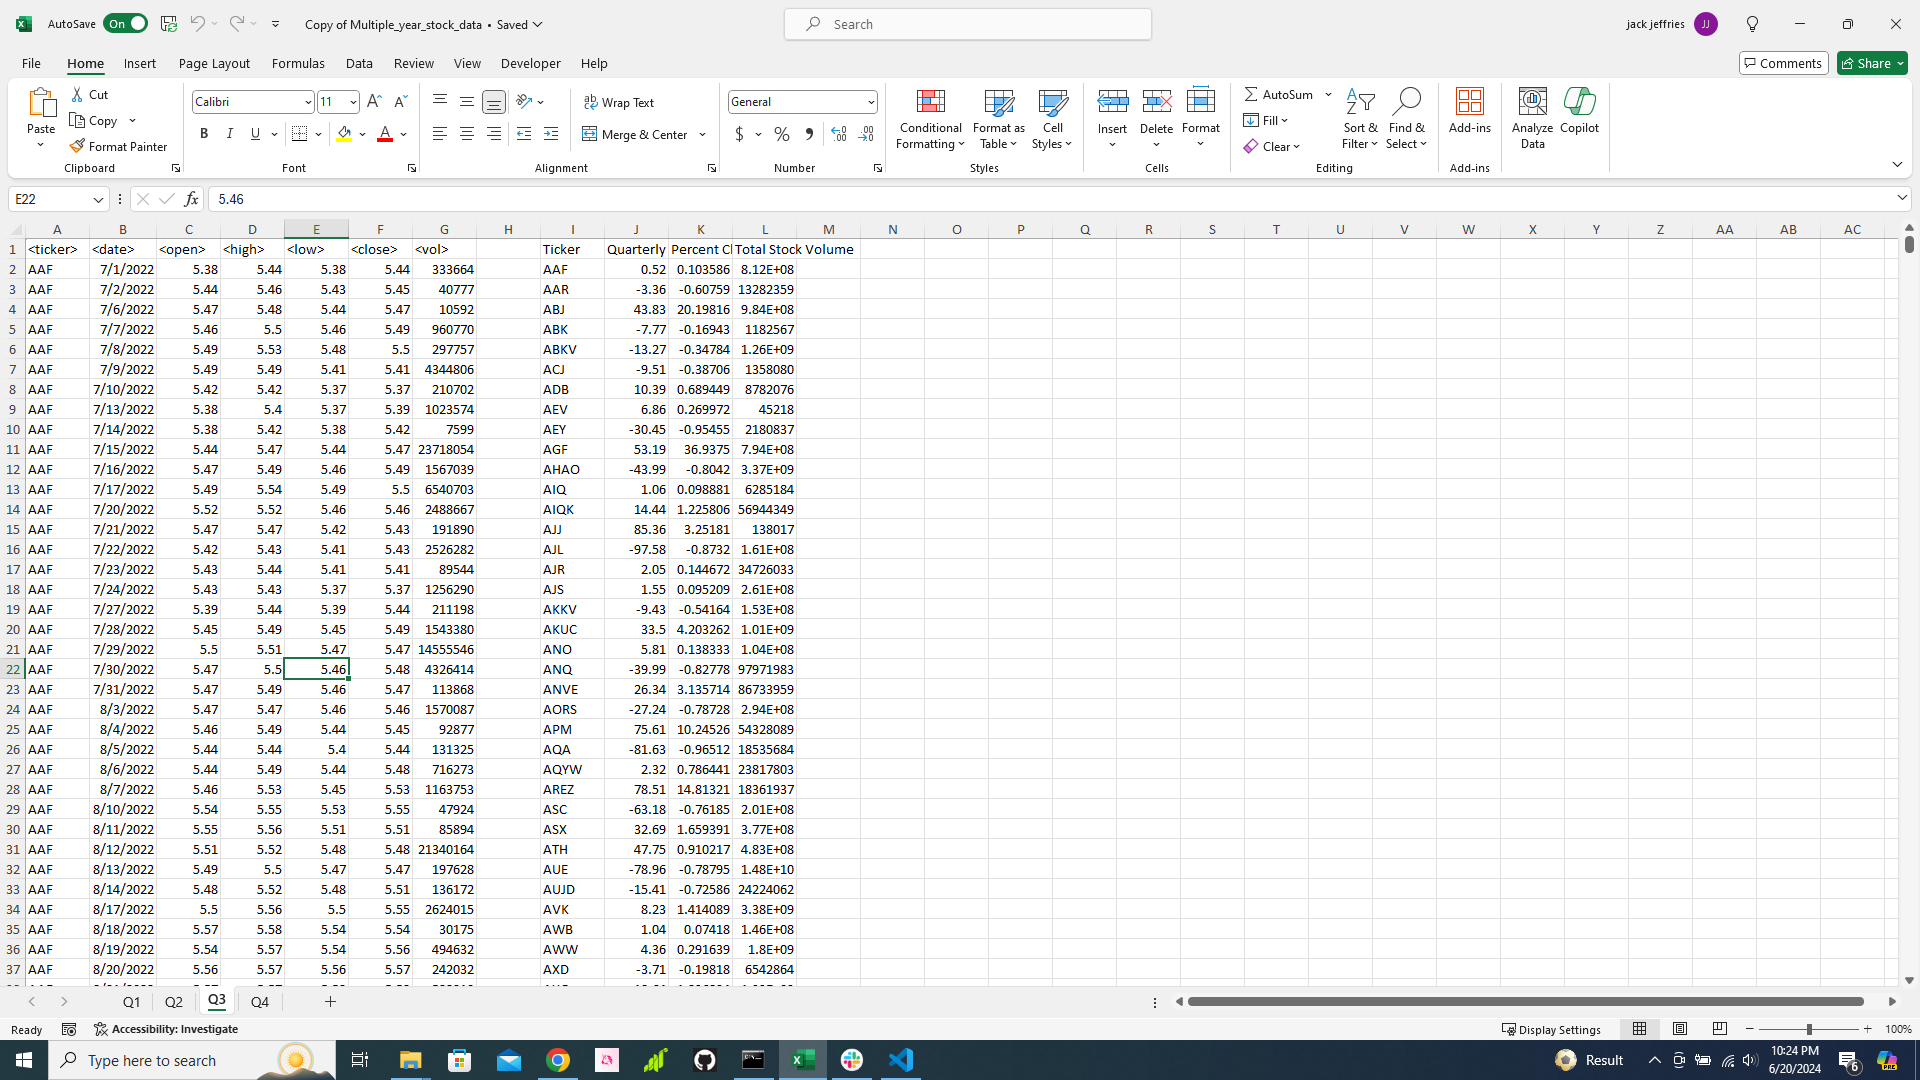 AutoSave On Copy of Multiple_year_stock_data • Saved Search jack jeffries JJ
File Home Insert Page Layout Formulas Data Review View Developer Help Comments Share
Paste Cut Copy Format Painter Clipboard
Calibri 11 B I U A Font
Wrap Text Merge & Center Alignment
General $ % Number
Conditional Formatting Format as Table Cell Styles Styles
Insert Delete Format Cells
AutoSum Fill Clear Sort & Filter Find & Select Editing
Add-ins Add-ins Analyze Data Copilot
E22 fx 5.46
A B C D E F G H I J K L M N O P Q R S T U V W X Y Z AA AB AC
1 <ticker> <date> <open> <high> <low> <close> <vol> Ticker Quarterly Percent Cl Total Stock Volume
2 AAF 7/1/2022 5.38 5.44 5.38 5.44 333664 AAF 0.52 0.103586 8.12E+08
3 AAF 7/2/2022 5.44 5.46 5.43 5.45 40777 AAR -3.36 -0.60759 13282359
4 AAF 7/6/2022 5.47 5.48 5.44 5.47 10592 ABJ 43.83 20.19816 9.84E+08
5 AAF 7/7/2022 5.46 5.5 5.46 5.49 960770 ABK -7.77 -0.16943 1182567
6 AAF 7/8/2022 5.49 5.53 5.48 5.5 297757 ABKV -13.27 -0.34784 1.26E+09
7 AAF 7/9/2022 5.49 5.49 5.41 5.41 4344806 ACJ -9.51 -0.38706 1358080
8 AAF 7/10/2022 5.42 5.42 5.37 5.37 210702 ADB 10.39 0.689449 8782076
9 AAF 7/13/2022 5.38 5.4 5.37 5.39 1023574 AEV 6.86 0.269972 45218
10 AAF 7/14/2022 5.38 5.42 5.38 5.42 7599 AEY -30.45 -0.95455 2180837
11 AAF 7/15/2022 5.44 5.47 5.44 5.47 23718054 AGF 53.19 36.9375 7.94E+08
12 AAF 7/16/2022 5.47 5.49 5.46 5.49 1567039 AHAO -43.99 -0.8042 3.37E+09
13 AAF 7/17/2022 5.49 5.54 5.49 5.5 6540703 AIQ 1.06 0.098881 6285184
14 AAF 7/20/2022 5.52 5.52 5.46 5.46 2488667 AIQK 14.44 1.225806 56944349
15 AAF 7/21/2022 5.47 5.47 5.42 5.43 191890 AJJ 85.36 3.25181 138017
16 AAF 7/22/2022 5.42 5.43 5.41 5.43 2526282 AJL -97.58 -0.8732 1.61E+08
17 AAF 7/23/2022 5.43 5.44 5.41 5.41 89544 AJR 2.05 0.144672 34726033
18 AAF 7/24/2022 5.43 5.43 5.37 5.37 1256290 AJS 1.55 0.095209 2.61E+08
19 AAF 7/27/2022 5.39 5.44 5.39 5.44 211198 AKKV -9.43 -0.54164 1.53E+08
20 AAF 7/28/2022 5.45 5.49 5.45 5.49 1543380 AKUC 33.5 4.203262 1.01E+09
21 AAF 7/29/2022 5.5 5.51 5.47 5.47 14555546 ANO 5.81 0.138333 1.04E+08
22 AAF 7/30/2022 5.47 5.5 5.46 5.48 4326414 ANQ -39.99 -0.82778 97971983
23 AAF 7/31/2022 5.47 5.49 5.46 5.47 113868 ANVE 26.34 3.135714 86733959
24 AAF 8/3/2022 5.47 5.47 5.46 5.46 1570087 AORS -27.24 -0.78728 2.94E+08
25 AAF 8/4/2022 5.46 5.49 5.44 5.45 92877 APM 75.61 10.24526 54328089
26 AAF 8/5/2022 5.44 5.44 5.4 5.44 131325 AQA -81.63 -0.96512 18535684
27 AAF 8/6/2022 5.44 5.49 5.44 5.48 716273 AQYW 2.32 0.786441 23817803
28 AAF 8/7/2022 5.46 5.53 5.45 5.53 1163753 AREZ 78.51 14.81321 18361937
29 AAF 8/10/2022 5.54 5.55 5.53 5.55 47924 ASC -63.18 -0.76185 2.01E+08
30 AAF 8/11/2022 5.55 5.56 5.51 5.51 85894 ASX 32.69 1.659391 3.77E+08
31 AAF 8/12/2022 5.51 5.52 5.48 5.48 21340164 ATH 47.75 0.910217 4.83E+08
32 AAF 8/13/2022 5.49 5.5 5.47 5.47 197628 AUE -78.96 -0.78795 1.48E+10
33 AAF 8/14/2022 5.48 5.52 5.48 5.51 136172 AUJD -15.41 -0.72586 24224062
34 AAF 8/17/2022 5.5 5.56 5.5 5.55 2624015 AVK 8.23 1.414089 3.38E+09
35 AAF 8/18/2022 5.57 5.58 5.54 5.54 30175 AWB 1.04 0.07418 1.46E+08
36 AAF 8/19/2022 5.54 5.57 5.54 5.56 494632 AWW 4.36 0.291639 1.8E+09
37 AAF 8/20/2022 5.56 5.57 5.56 5.57 242032 AXD -3.71 -0.19818 6542864
Q1 Q2 Q3 Q4
Ready Accessibility: Investigate Display Settings 100%
Type here to search Result 10:24 PM
6/20/2024 6